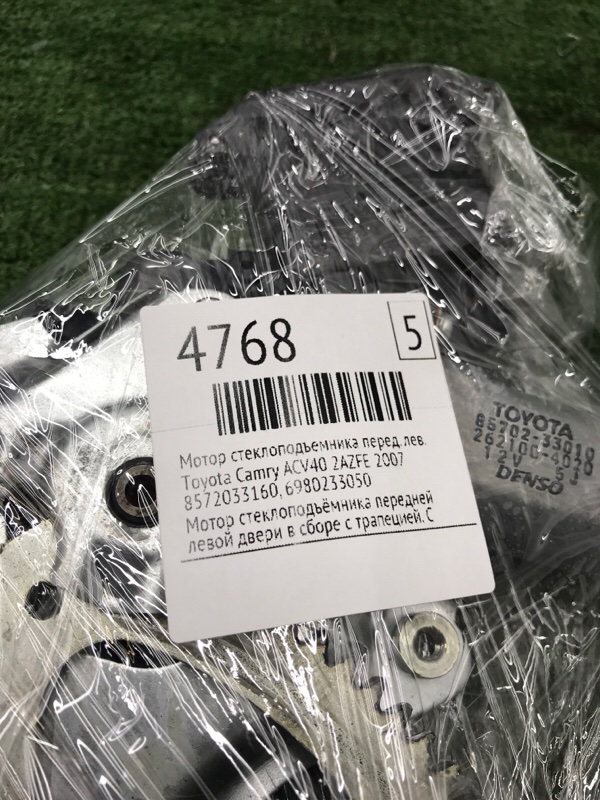 4768
5
Мотор стеклоподъемника перед.лев.
Toyota Camry ACV40 2AZFE 2007
8572033160,6980233050
Мотор стеклоподъёмника передней
левой двери в сборе с трапецией. С
TOYOTA
85702-33010
262100-4010
12V
DENSO